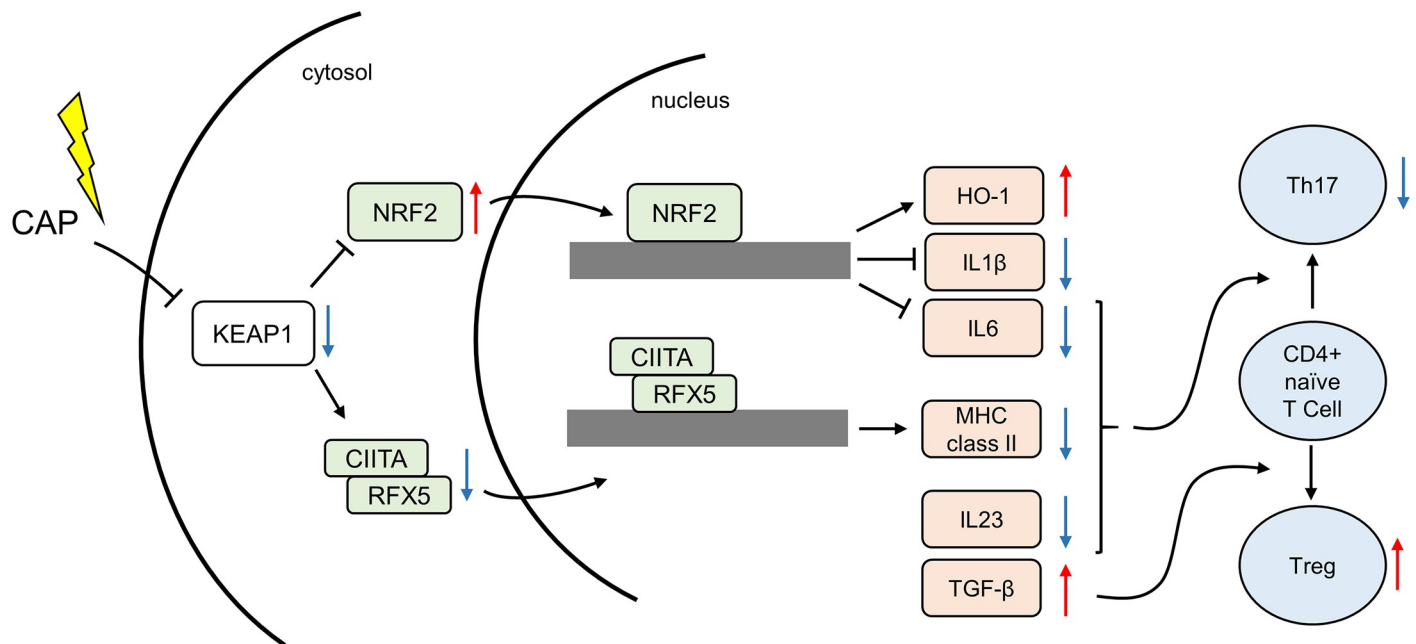 cytosol
nucleus
CAP
KEAP1
NRF2
CIITA
RFX5
NRF2
CIITA
RFX5
HO-1
IL1β
IL6
MHC
class II
IL23
TGF-β
Th17
CD4+
naïve
T Cell
Treg